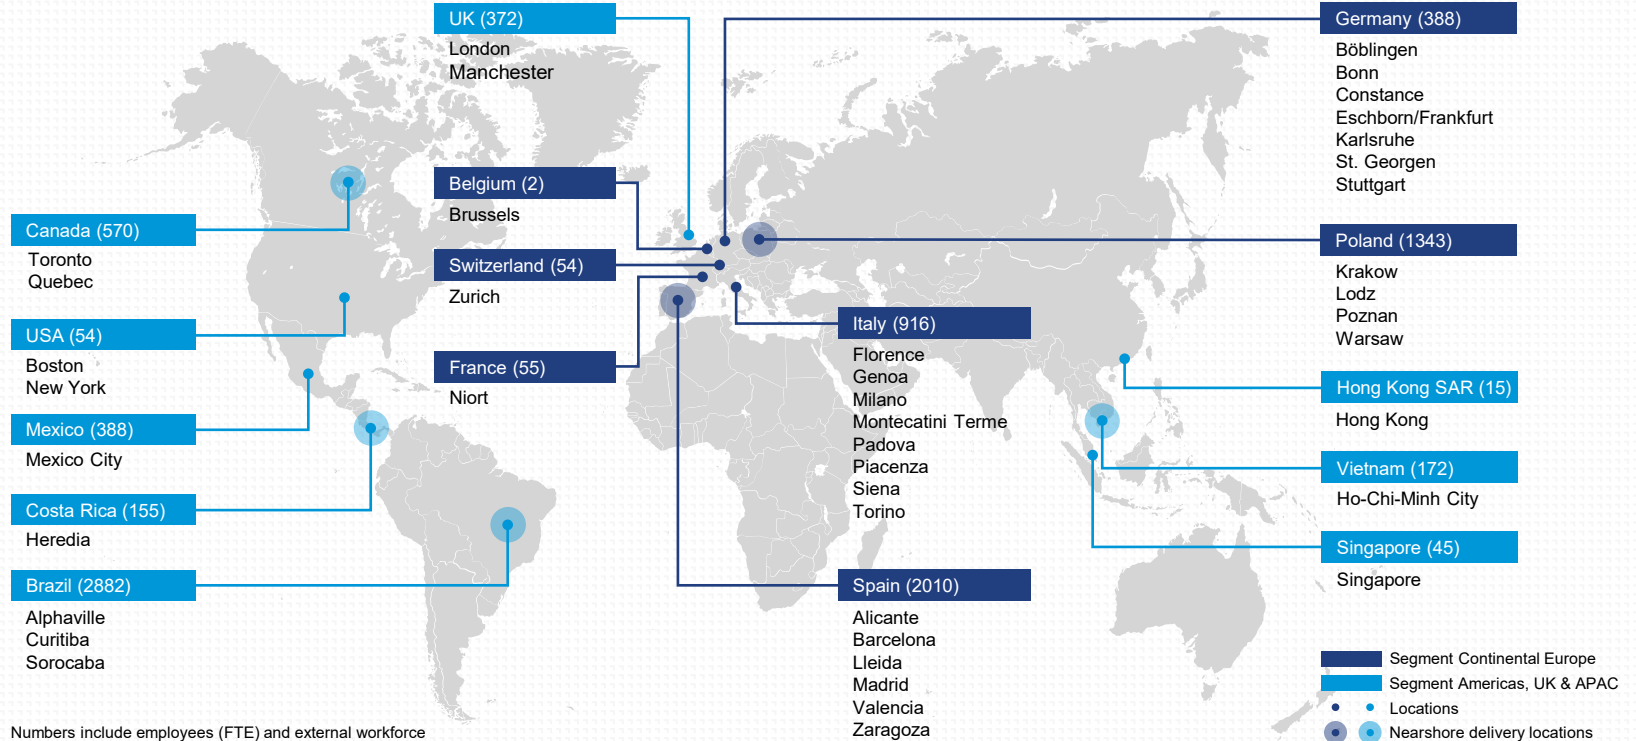 UK (372)
London
Manchester
Germany (388)
Böblingen
Bonn
Constance
Eschborn/Frankfurt
Karlsruhe
St. Georgen
Stuttgart
Belgium (2)
Brussels
Canada (570)
Toronto
Quebec
Switzerland (54)
Zurich
Poland (1343)
Krakow
Lodz
Poznan
Warsaw
USA (54)
Boston
New York
France (55)
Niort
Italy (916)
Florence
Genoa
Milano
Montecatini Terme
Padova
Piacenza
Siena
Torino
Hong Kong SAR (15)
Hong Kong
Mexico (388)
Mexico City
Vietnam (172)
Ho-Chi-Minh City
Costa Rica (155)
Heredia
Singapore (45)
Singapore
Brazil (2882)
Alphaville
Curitiba
Sorocaba
Spain (2010)
Alicante
Barcelona
Lleida
Madrid
Valencia
Zaragoza
Segment Continental Europe
Segment Americas, UK & APAC
Locations
Nearshore delivery locations
Numbers include employees (FTE) and external workforce